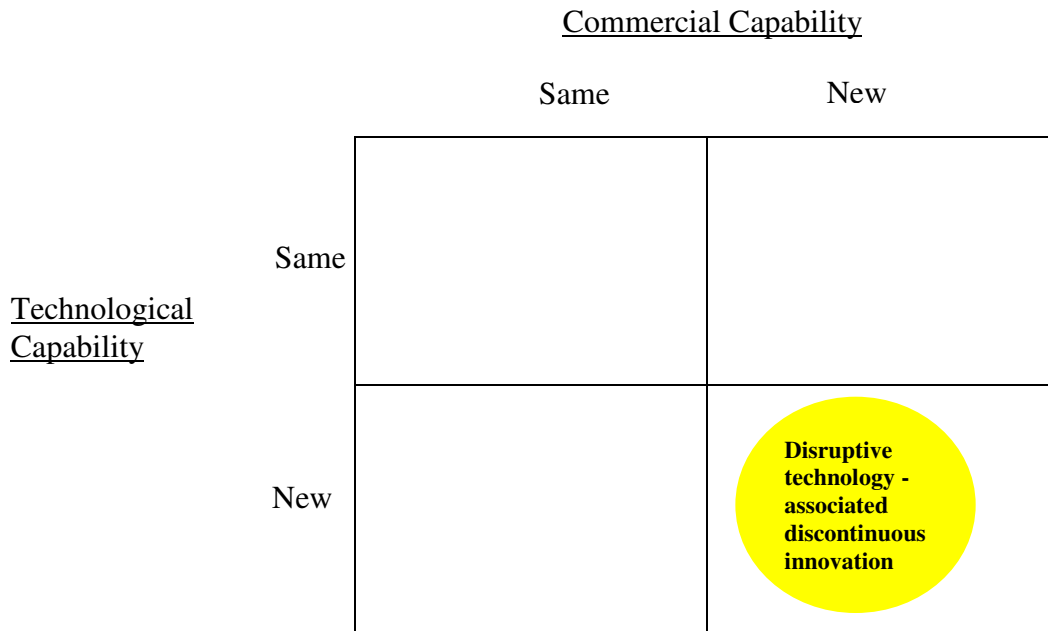 Commercial Capability
Same New
Same
Technological
Capability
New
Disruptive
technology -
associated
discontinuous
innovation